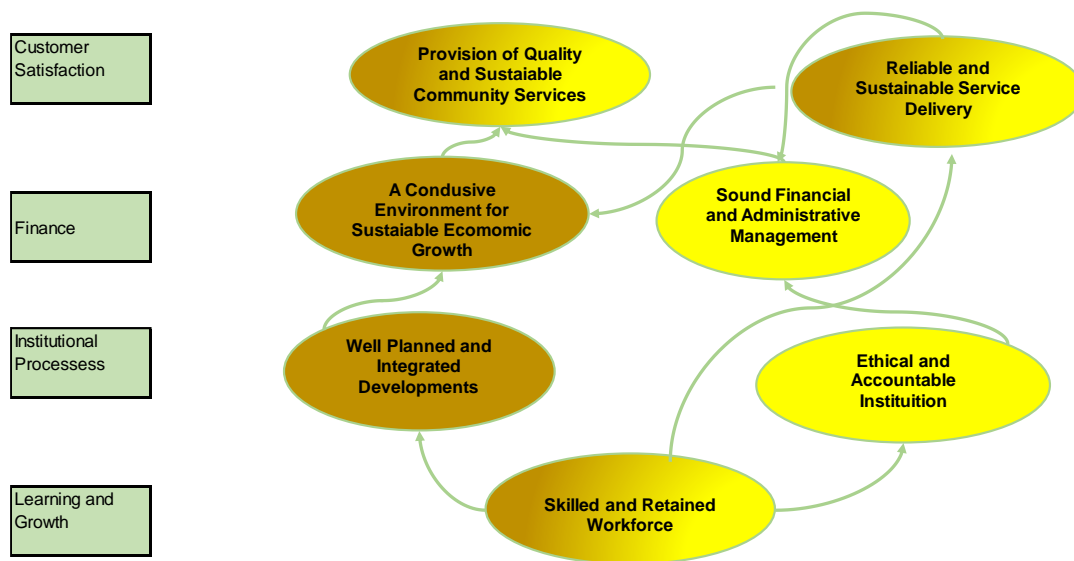 Customer
Satisfaction
Provision of Quality
and Sustaiable
Community Services
Reliable and
Sustainable Service
Delivery
Finance
A Condusive
Environment for
Sustaiable Ecomomic
Growth
Sound Financial
and Administrative
Management
Institutional
Processess
Well Planned and
Integrated
Developments
Ethical and
Accountable
Instituition
Learning and
Growth
Skilled and Retained
Workforce